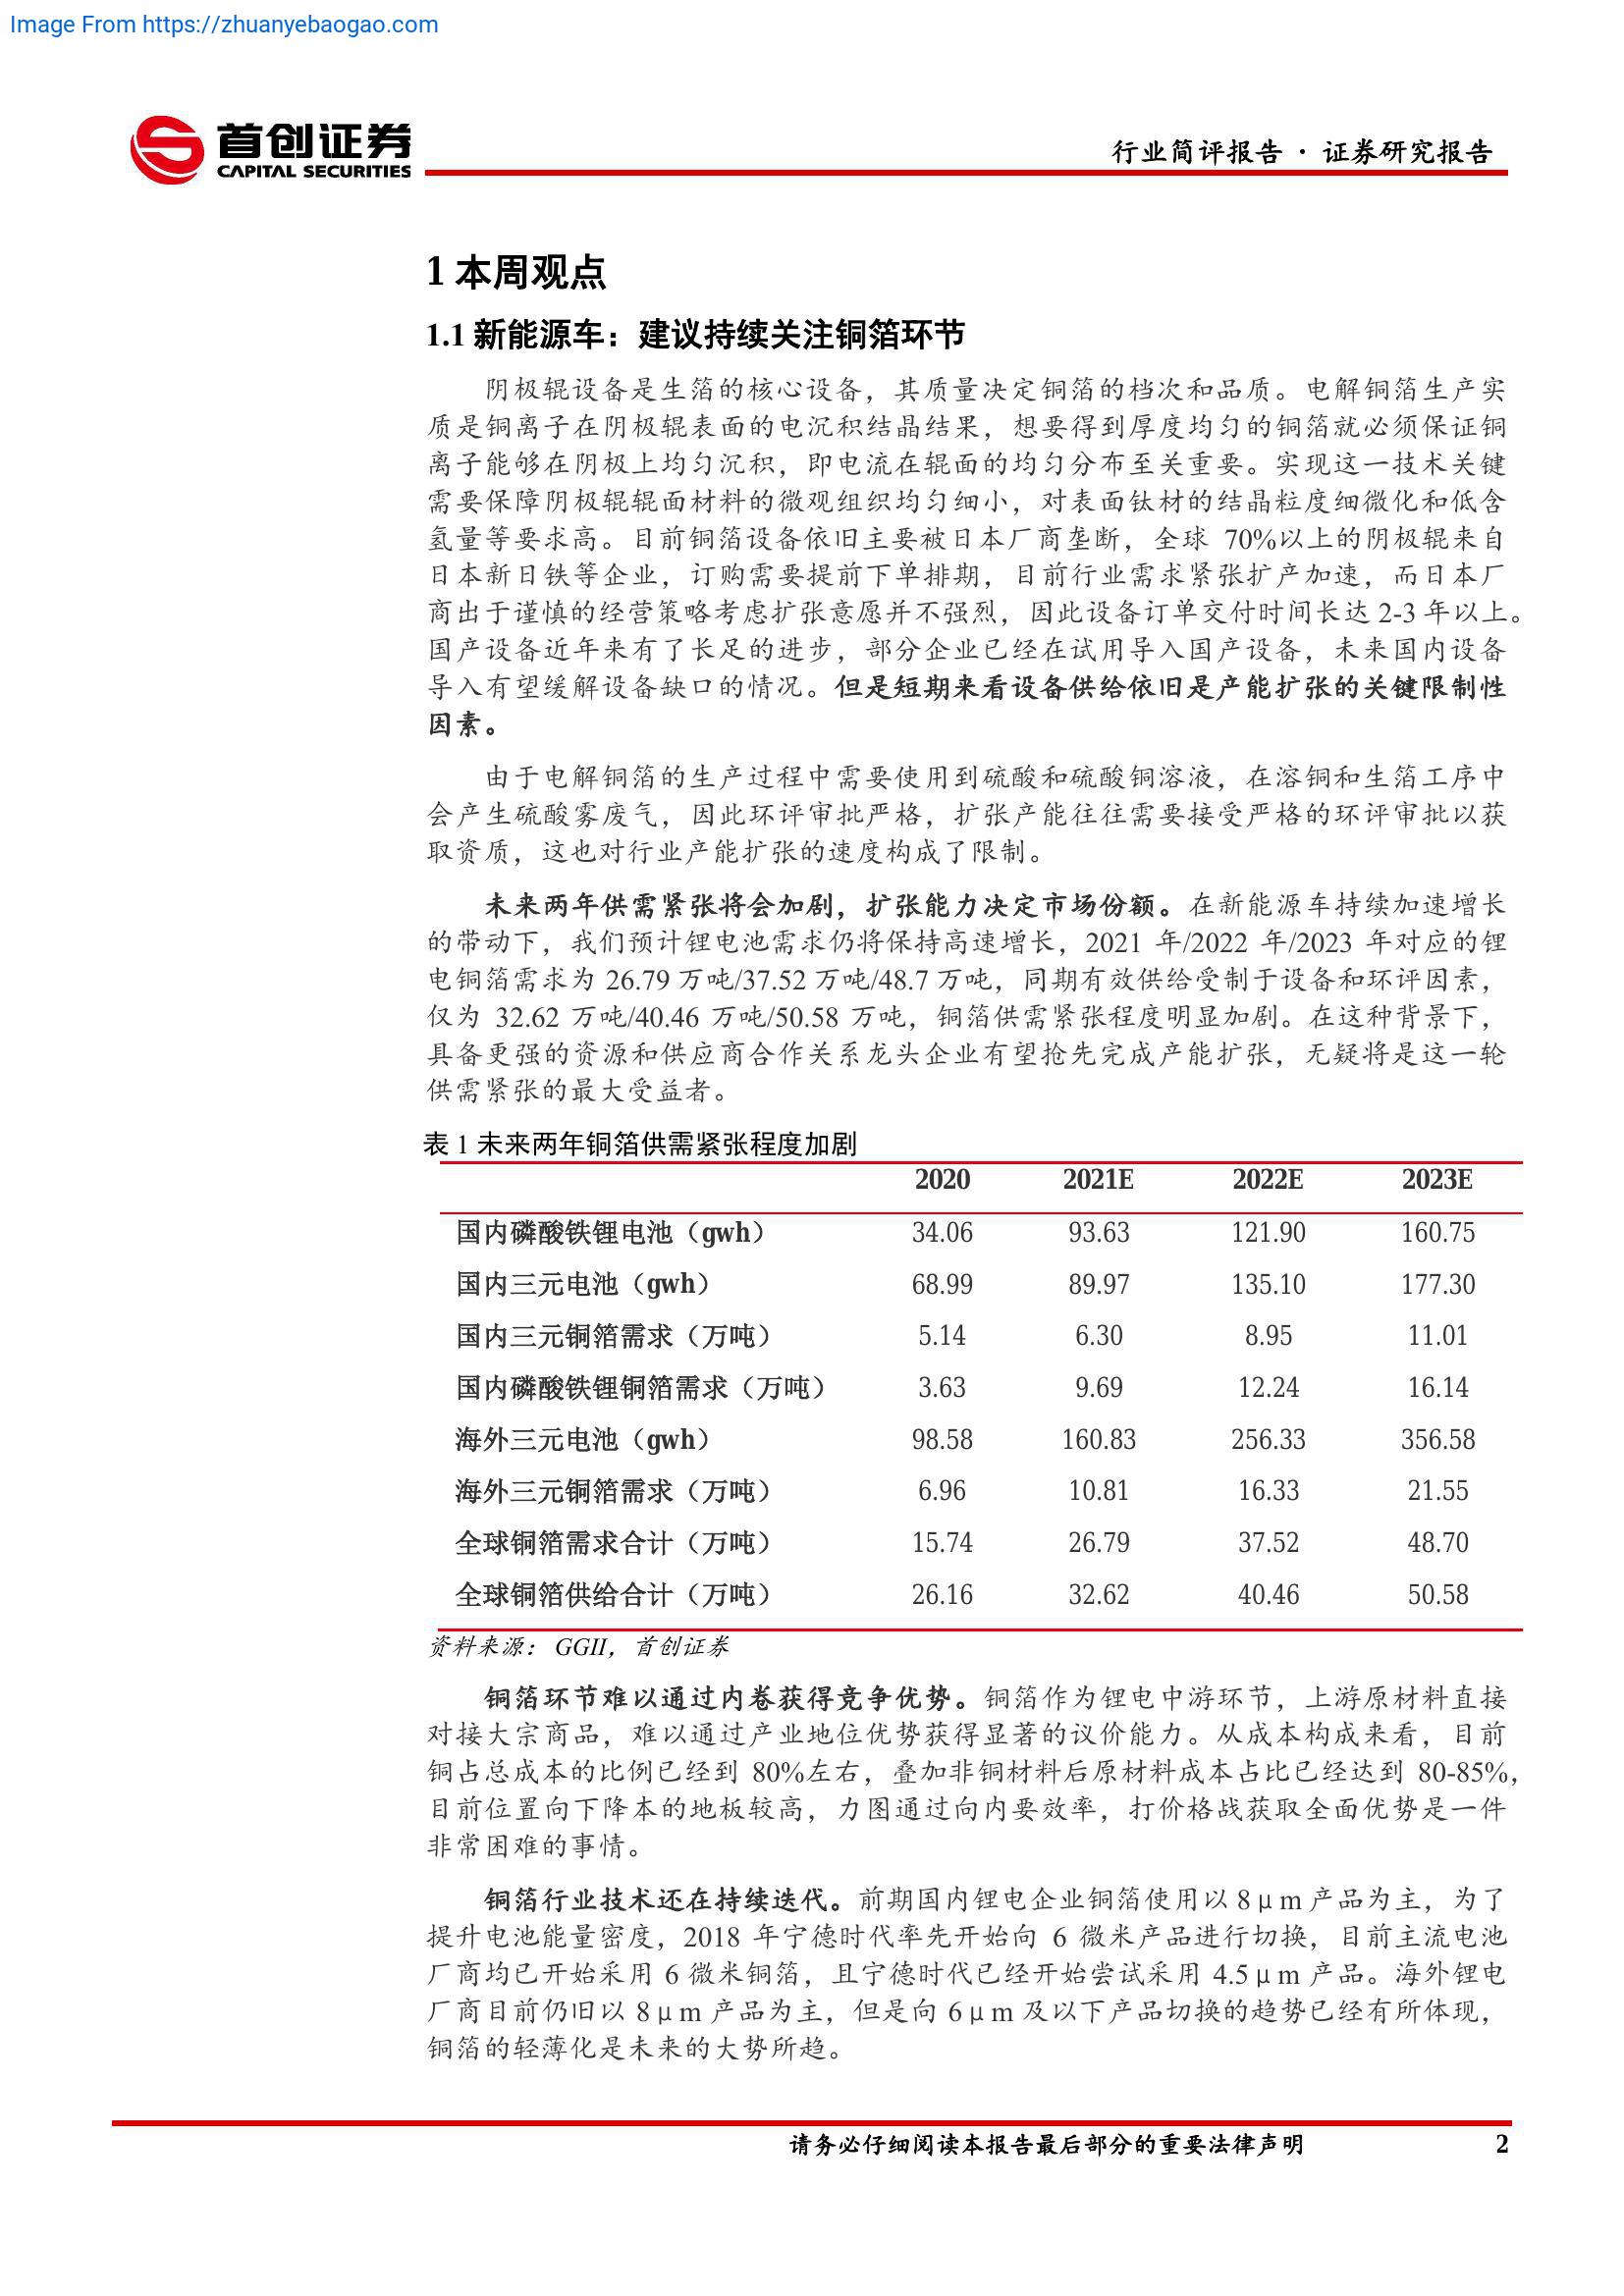 Image From https://zhuanyebaogao.com
首创证券
CAPITAL SECURITIES
行业简评报告 · 证券研究报告
1 本周观点
1.1 新能源车：建议持续关注铜箔环节
阴极辊设备是生箔的核心设备，其质量决定铜箔的档次和品质。电解铜箔生产实
质是铜离子在阴极辊表面的电沉积结晶结果，想要得到厚度均匀的铜箔就必须保证铜
离子能够在阴极上均匀沉积，即电流在辊面的均匀分布至关重要。实现这一技术关键
需要保障阴极辊辊面材料的微观组织均匀细小，对表面钛材的结晶粒度细微化和低含
氢量等要求高。目前铜箔设备依旧主要被日本厂商垄断，全球 70%以上的阴极辊来自
日本新日铁等企业，订购需要提前下单排期，目前行业需求紧张扩产加速，而日本厂
商出于谨慎的经营策略考虑扩张意愿并不强烈，因此设备订单交付时间长达 2-3 年以上。
国产设备近年来有了长足的进步，部分企业已经在试用导入国产设备，未来国内设备
导入有望缓解设备缺口的情况。但是短期来看设备供给依旧是产能扩张的关键限制性
因素。
由于电解铜箔的生产过程中需要使用到硫酸和硫酸铜溶液，在溶铜和生箔工序中
会产生硫酸雾废气，因此环评审批严格，扩张产能往往需要接受严格的环评审批以获
取资质，这也对行业产能扩张的速度构成了限制。
未来两年供需紧张将会加剧，扩张能力决定市场份额。在新能源车持续加速增长
的带动下，我们预计锂电池需求仍将保持高速增长，2021 年/2022 年/2023 年对应的锂
电铜箔需求为 26.79 万吨/37.52 万吨/48.7 万吨，同期有效供给受制于设备和环评因素，
仅为 32.62 万吨/40.46 万吨/50.58 万吨，铜箔供需紧张程度明显加剧。在这种背景下，
具备更强的资源和供应商合作关系龙头企业有望抢先完成产能扩张，无疑将是这一轮
供需紧张的最大受益者。
表 1 未来两年铜箔供需紧张程度加剧
2020 2021E 2022E 2023E
国内磷酸铁锂电池（gwh） 34.06 93.63 121.90 160.75
国内三元电池（gwh） 68.99 89.97 135.10 177.30
国内三元铜箔需求（万吨） 5.14 6.30 8.95 11.01
国内磷酸铁锂铜箔需求（万吨） 3.63 9.69 12.24 16.14
海外三元电池（gwh） 98.58 160.83 256.33 356.58
海外三元铜箔需求（万吨） 6.96 10.81 16.33 21.55
全球铜箔需求合计（万吨） 15.74 26.79 37.52 48.70
全球铜箔供给合计（万吨） 26.16 32.62 40.46 50.58
资料来源： GGII，首创证券
铜箔环节难以通过内卷获得竞争优势。铜箔作为锂电中游环节，上游原材料直接
对接大宗商品，难以通过产业地位优势获得显著的议价能力。从成本构成来看，目前
铜占总成本的比例已经到 80%左右，叠加非铜材料后原材料成本占比已经达到 80-85%，
目前位置向下降本的地板较高，力图通过向内要效率，打价格战获取全面优势是一件
非常困难的事情。
铜箔行业技术还在持续迭代。前期国内锂电企业铜箔使用以 8μm 产品为主，为了
提升电池能量密度，2018 年宁德时代率先开始向 6 微米产品进行切换，目前主流电池
厂商均已开始采用 6 微米铜箔，且宁德时代已经开始尝试采用 4.5μm 产品。海外锂电
厂商目前仍旧以 8μm 产品为主，但是向 6μm 及以下产品切换的趋势已经有所体现，
铜箔的轻薄化是未来的大势所趋。
请务必仔细阅读本报告最后部分的重要法律声明 2